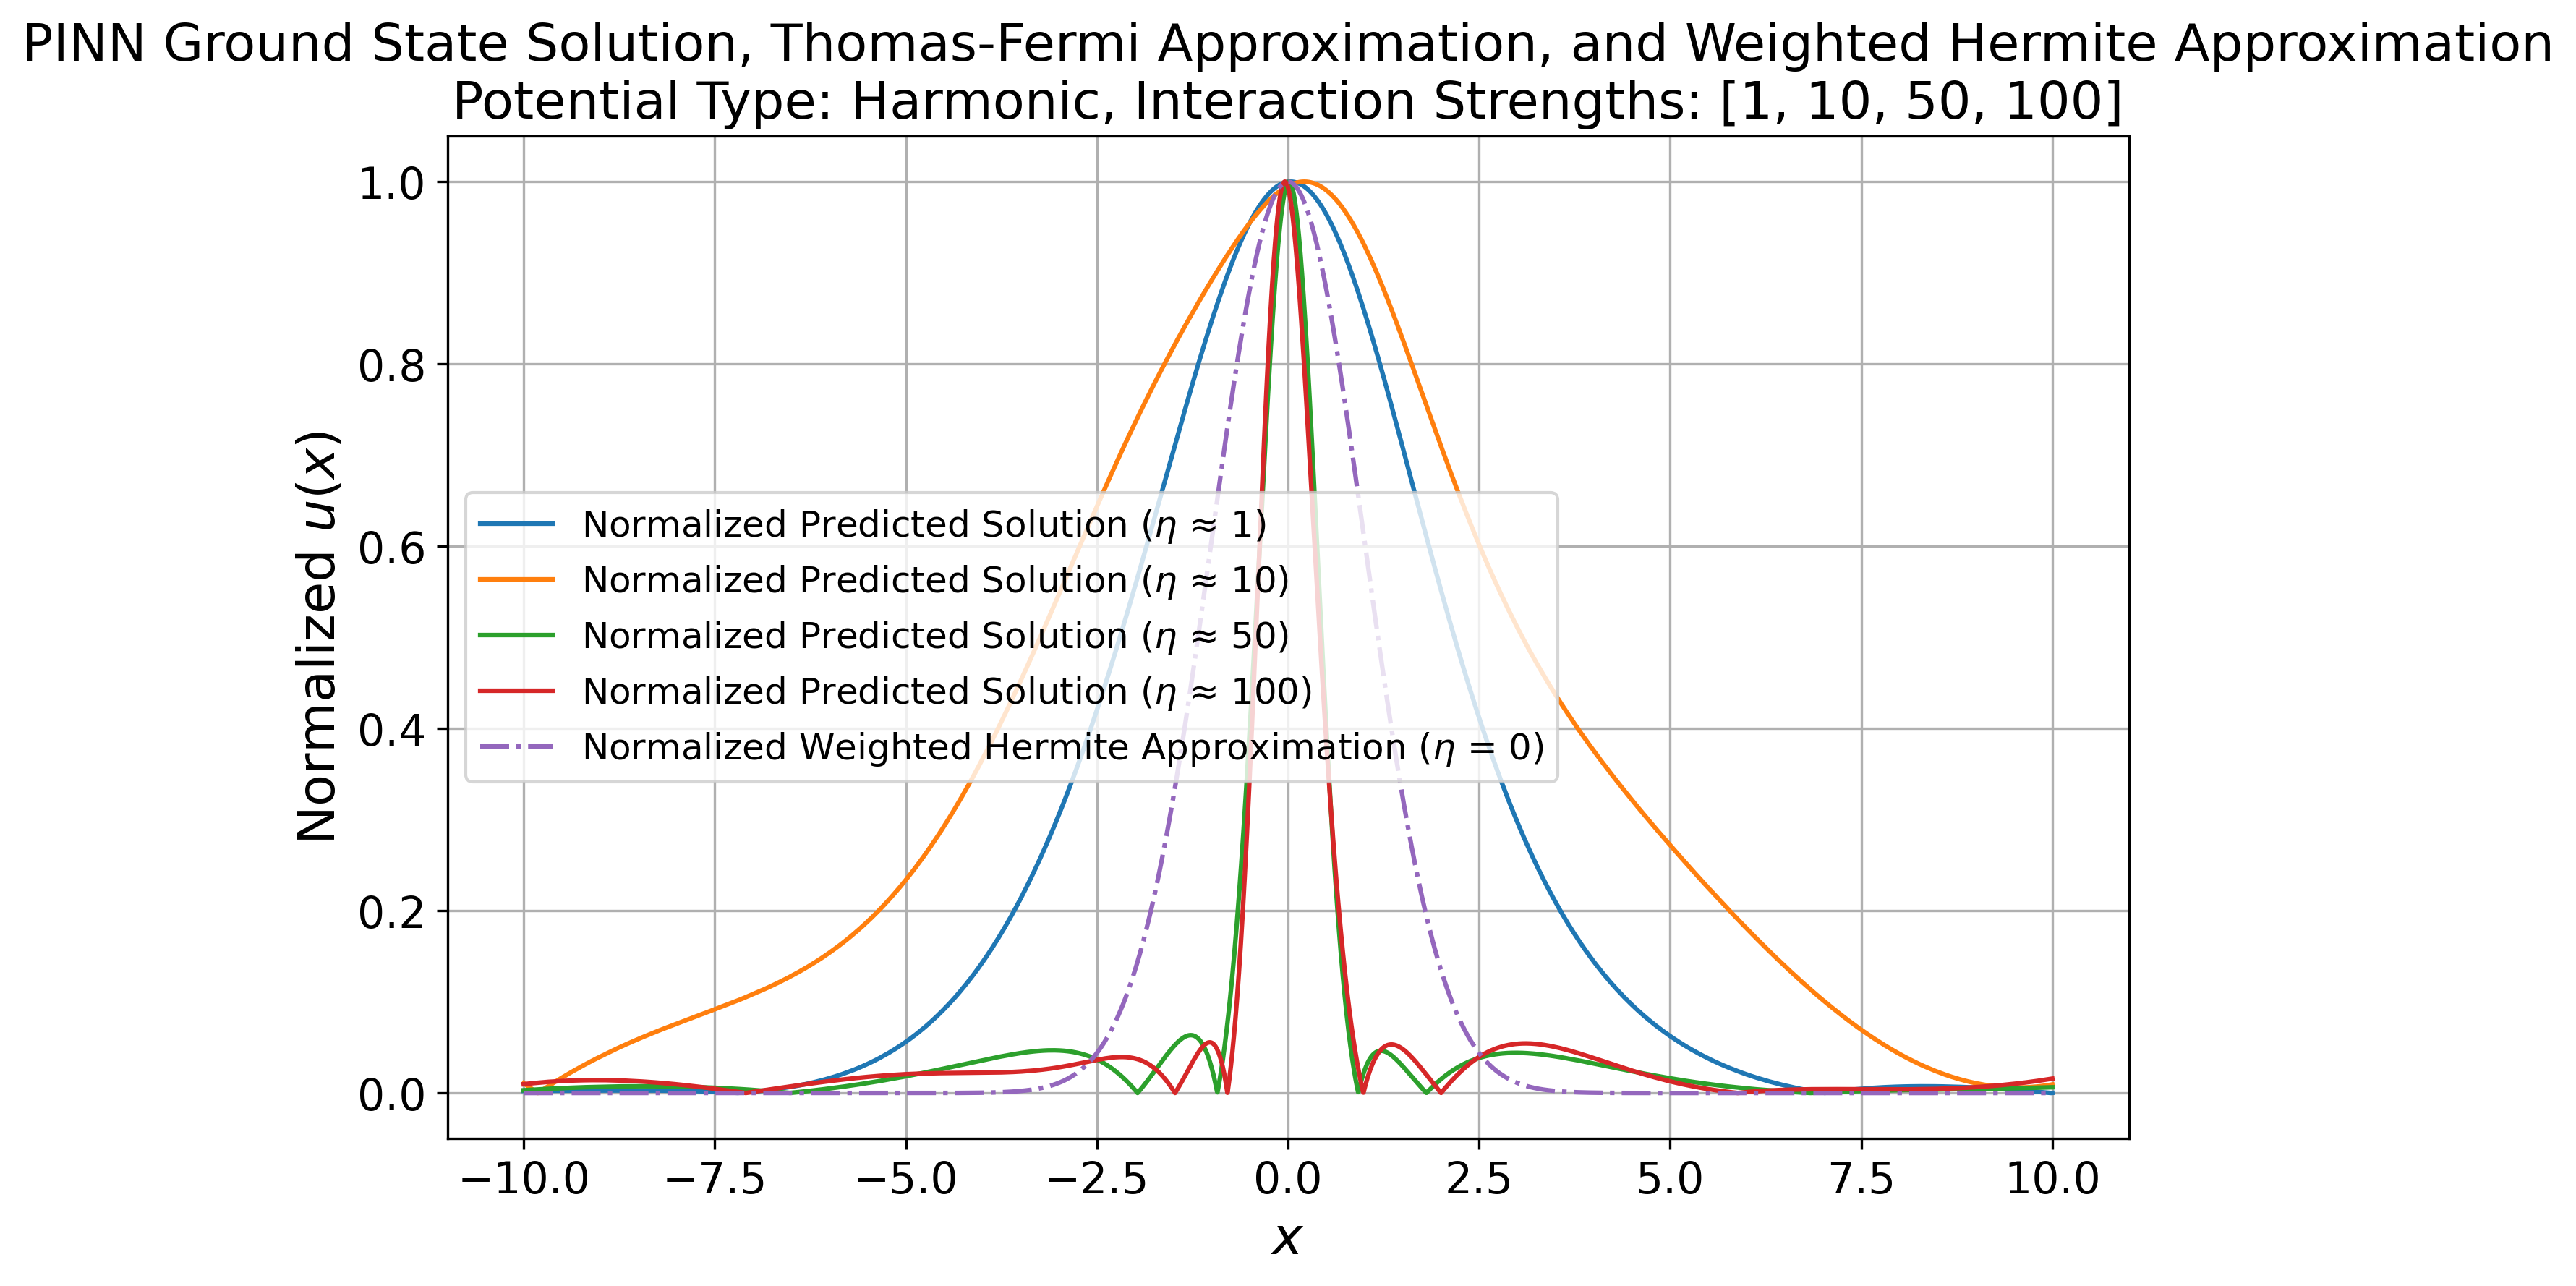 PINN Ground State Solution, Thomas-Fermi Approximation, and Weighted Hermite Approximation
Potential Type: Harmonic, Interaction Strengths: [1, 10, 50, 100]
Normalized u(x)
1.0
0.8
0.6
0.4
0.2
0.0
Normalized Predicted Solution (η ≈ 1)
Normalized Predicted Solution (η ≈ 10)
Normalized Predicted Solution (η ≈ 50)
Normalized Predicted Solution (η ≈ 100)
Normalized Weighted Hermite Approximation (η = 0)
−10.0 −7.5 −5.0 −2.5 0.0 2.5 5.0 7.5 10.0
x